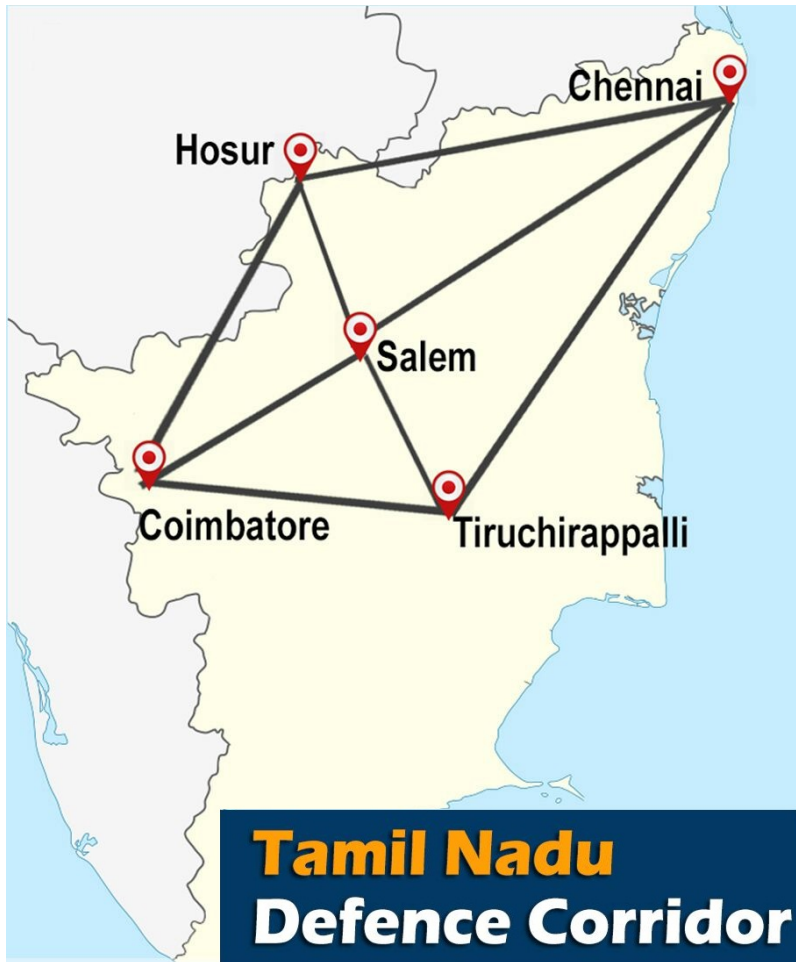 Chennai
Hosur
Salem
Coimbatore
Tiruchirappalli
Tamil Nadu
Defence Corridor